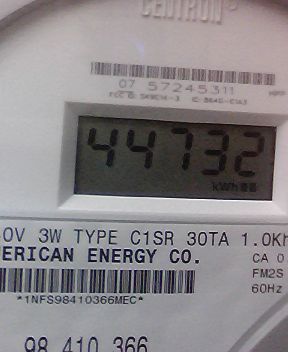 CENTRON®
07 57245311
44732
kWh
3W TYPE C1SR 30TA 1.0Kh
ERICAN ENERGY CO.
CA 0
FM2S
60Hz
*1NFS98410366MEC*
98 410 366